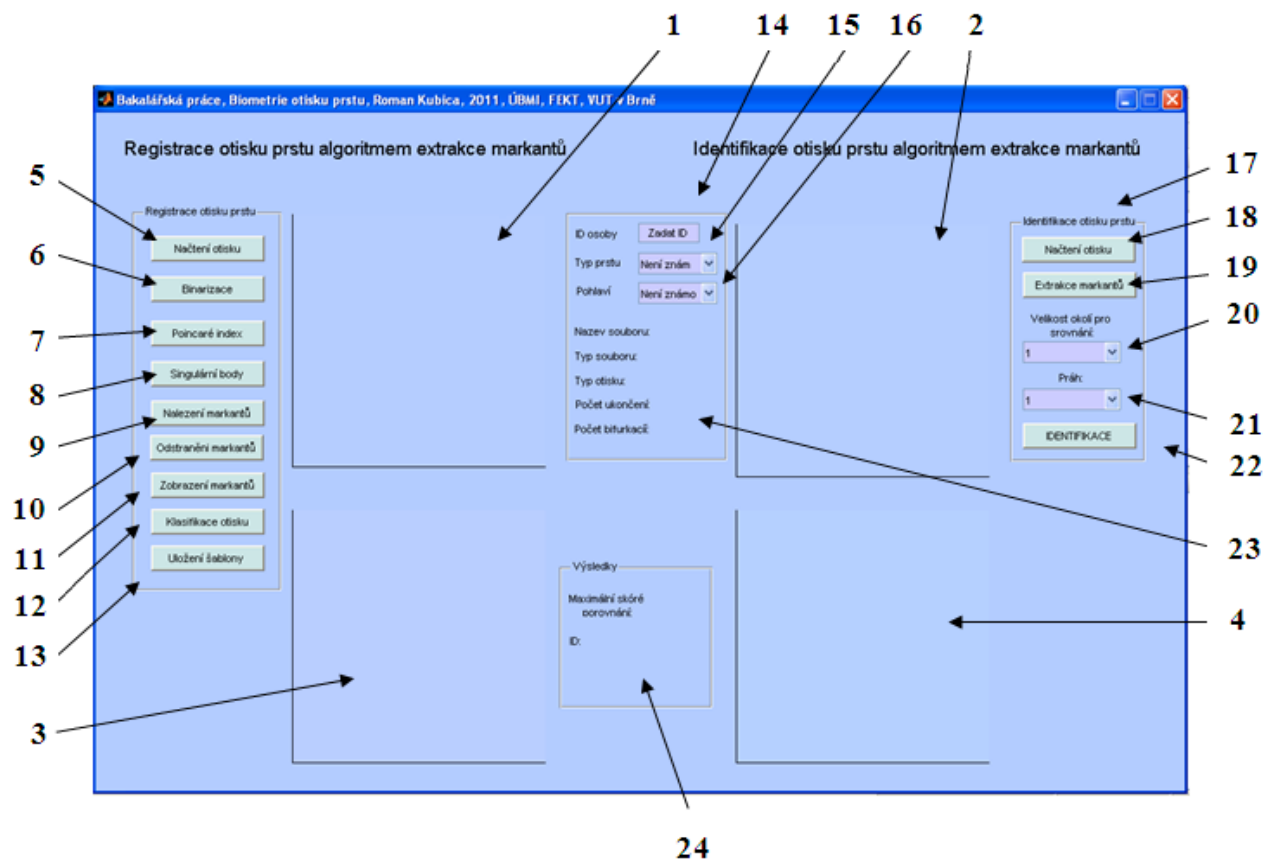 1
14
15
16
2
Bakalářská práce, Biometrie otisku prstu, Roman Kubica, 2011, ÚBMI, FEKT, VUT v Brně
Registrace otisku prstu algoritmem extrakce markantů
Identifikace otisku prstu algoritmem extrakce markantů
5
6
7
8
9
10
11
12
13
3
Registrace otisku prstu
Načtení otisku
Binarizace
Poincaré index
Singulární body
Nalezení markantů
Odstranění markantů
Zobrazení markantů
Klasifikace otisku
Uložení šablony
ID osoby Zadat ID
Typ prstu Není znám
Pohlaví Není známo
Nazev souboru:
Typ souboru:
Typ otisku:
Počet ukončení:
Počet bifurkací:
Výsledky
Maximální skóre
porovnání:
ID:
Identifikace otisku prstu
Načtení otisku
Extrakce markantů
Velikost okolí pro
srovnání:
1
Práh:
1
IDENTIFIKACE
17
18
19
20
21
22
23
4
24